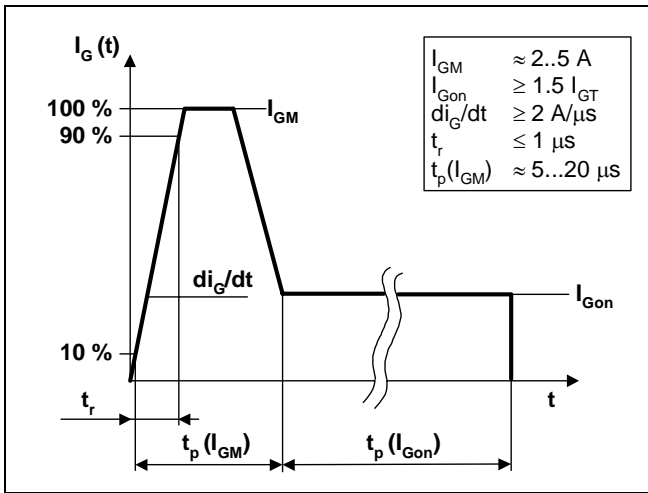 I_G (t)
100 %
90 %
10 %
I_GM
di_G/dt
I_Gon
t_r
t
t_p (I_GM)
t_p (I_Gon)
I_GM ≈ 2..5 A
I_Gon ≥ 1.5 I_GT
di_G/dt ≥ 2 A/μs
t_r ≤ 1 μs
t_p(I_GM) ≈ 5...20 μs